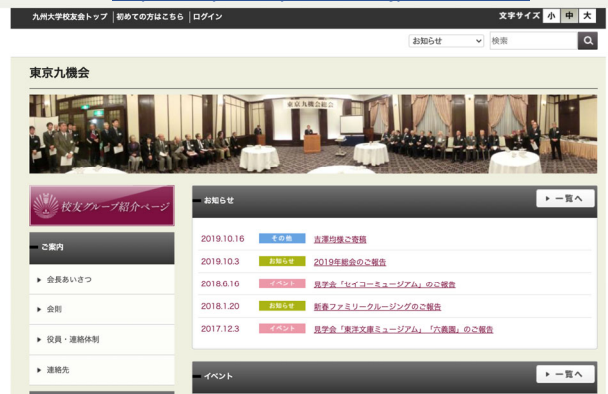 九州大学校友会トップ │初めての方はこちら │ログイン 文字サイズ 小 中 大
お知らせ 検索
東京九機会
東京九機会総会
校友グループ紹介ページ
お知らせ ▶ 一覧へ
2019.10.16 その他 吉澤均様ご寄稿
2019.10.3 お知らせ 2019年総会のご報告
2018.6.16 イベント 見学会「セイコーミュージアム」のご報告
2018.1.20 お知らせ 新春ファミリークルージングのご報告
2017.12.3 イベント 見学会「東洋文庫ミュージアム」「六義園」のご報告
ご案内
▶ 会長あいさつ
▶ 会則
▶ 役員・連絡体制
▶ 連絡先
イベント ▶ 一覧へ